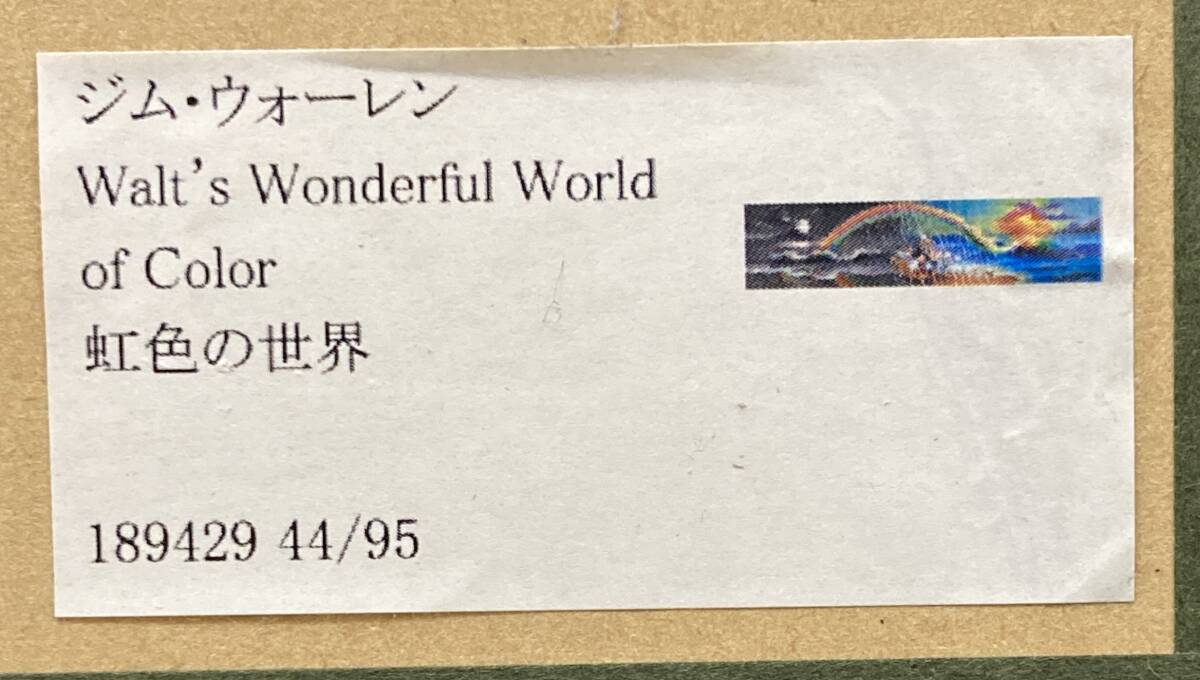 ジム・ウォーレン
Walt's Wonderful World
of Color
虹色の世界
189429 44/95